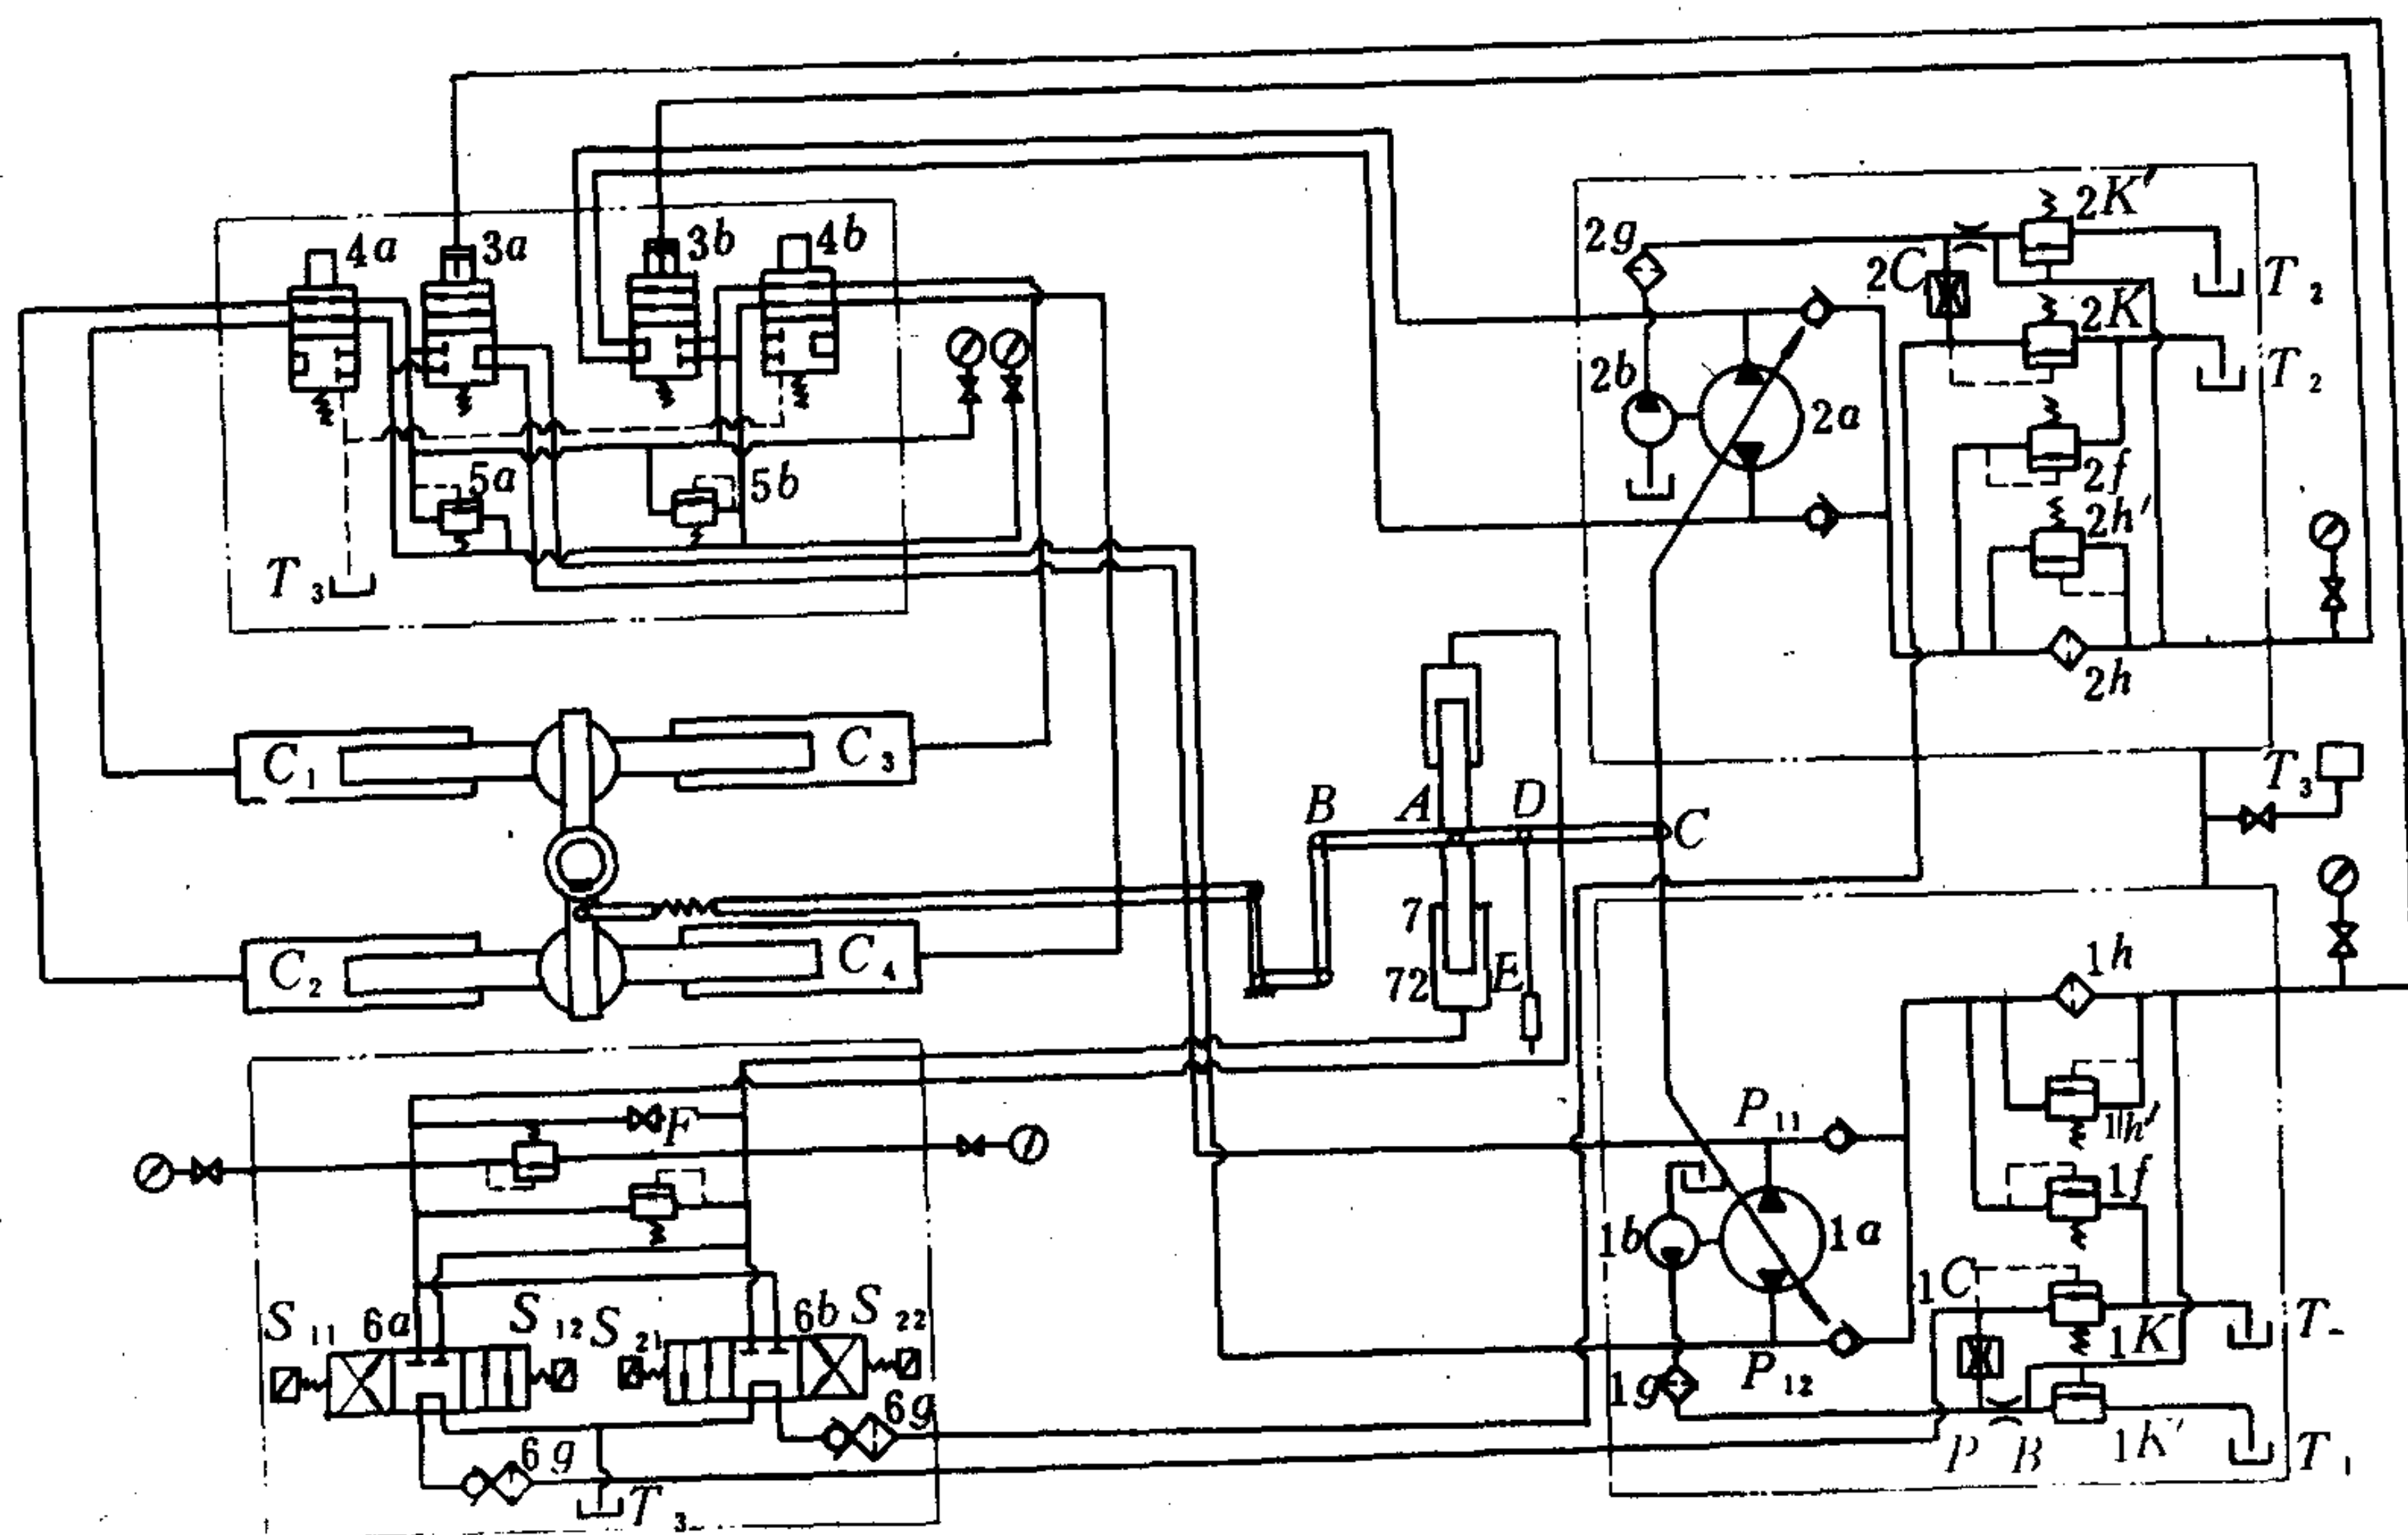 4a
3a
3b
4b
5a
5b
T3
2g
2C
2K'
T2
2K
T2
2b
2a
2f
2h'
2h
T3
C1
C3
C2
C4
B
A
D
C
7
72
E
1h
1h'
P11
1f
1b
1a
1C
1K
T-
1g
P12
P
B
1K'
T1
F
S11
6a
S12
S21
6b
S22
6g
6g
T3